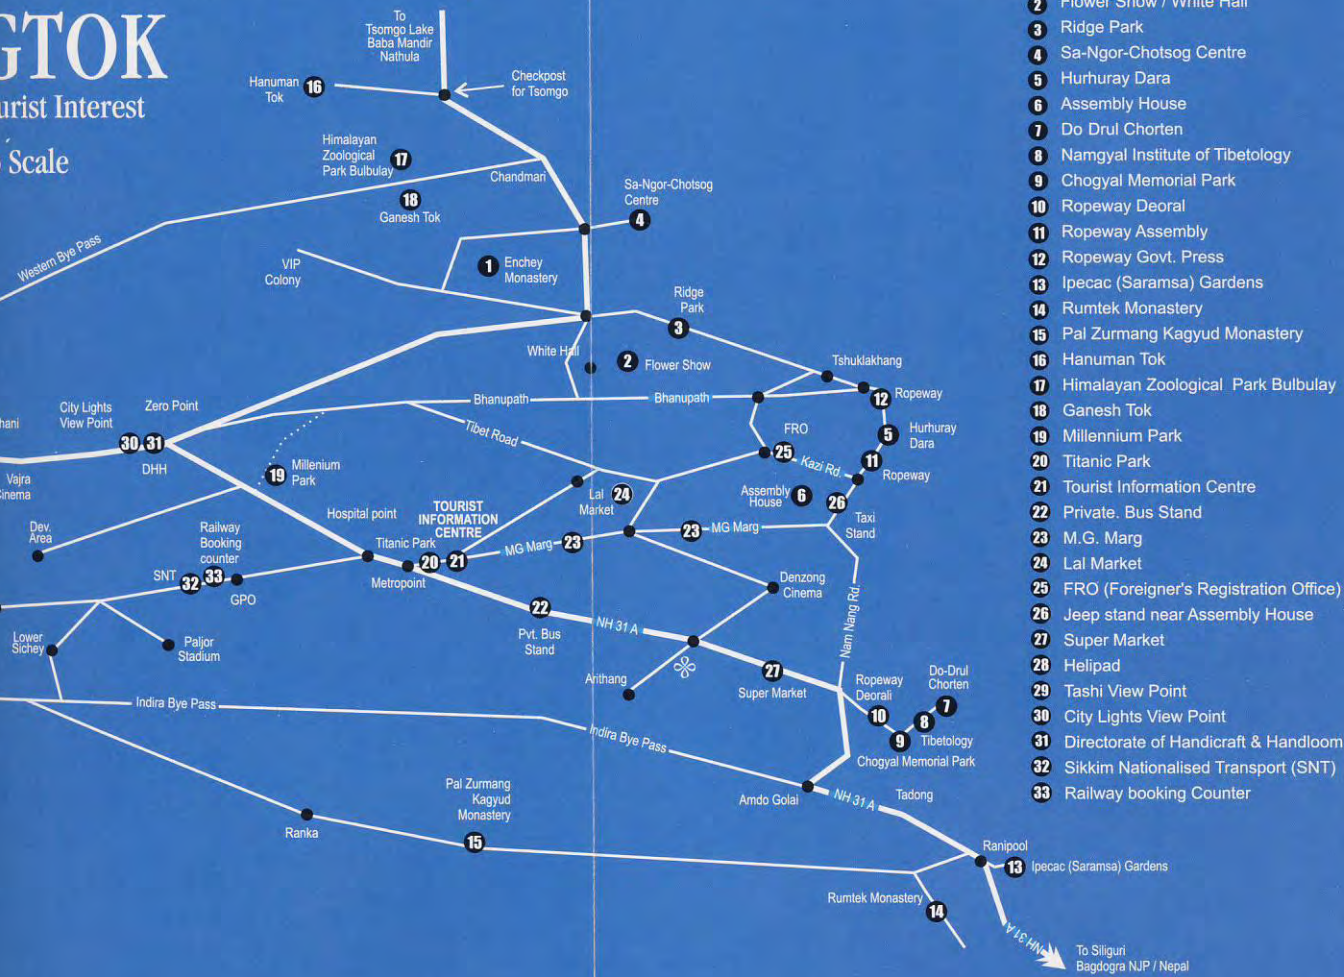 GTOK
urist Interest
Scale
To
Tsomgo Lake
Baba Mandir
Nathula
Checkpost
for Tsomgo
Hanuman
Tok
16
Himalayan
Zoological
Park Bulbulay
17
18
Ganesh Tok
Chandmari
Sa-Ngor-Chotsog
Centre
4
Western Bye Pass
VIP
Colony
1
Enchey
Monastery
Ridge
Park
3
White Hall
2
Flower Show
Tshuklakhang
Ropeway
12
Bhanupath
Bhanupath
City Lights
View Point
Zero Point
hani
30
31
DHH
Vajra
Cinema
Tibet Road
FRO
25
Kazi Rd.
5
Hurhuray
Dara
11
Ropeway
19
Millenium
Park
Lal
Market
24
Assembly
House
6
26
Taxi
Stand
Hospital point
TOURIST
INFORMATION
CENTRE
Dev.
Area
Railway
Booking
counter
Titanic Park
20
21
MG Marg
23
23
MG Marg
Metropoint
SNT
32
33
GPO
22
Pvt. Bus
Stand
NH 31 A
Denzong
Cinema
Nam Nang Rd.
Lower
Sichey
Paljor
Stadium
Arithang
27
Super Market
Ropeway
Deorali
Do-Drul
Chorten
10
7
8
9
Tibetology
Chogyal Memorial Park
Indira Bye Pass
Indira Bye Pass
Amdo Golai
NH 31 A
Tadong
Pal Zurmang
Kagyud
Monastery
15
Ranka
Ranipool
13
Ipecac (Saramsa) Gardens
Rumtek Monastery
14
NH 31 A
To Siliguri
Bagdogra NJP / Nepal
2 Flower Show / White Hall
3 Ridge Park
4 Sa-Ngor-Chotsog Centre
5 Hurhuray Dara
6 Assembly House
7 Do Drul Chorten
8 Namgyal Institute of Tibetology
9 Chogyal Memorial Park
10 Ropeway Deoral
11 Ropeway Assembly
12 Ropeway Govt. Press
13 Ipecac (Saramsa) Gardens
14 Rumtek Monastery
15 Pal Zurmang Kagyud Monastery
16 Hanuman Tok
17 Himalayan Zoological Park Bulbulay
18 Ganesh Tok
19 Millennium Park
20 Titanic Park
21 Tourist Information Centre
22 Private. Bus Stand
23 M.G. Marg
24 Lal Market
25 FRO (Foreigner's Registration Office)
26 Jeep stand near Assembly House
27 Super Market
28 Helipad
29 Tashi View Point
30 City Lights View Point
31 Directorate of Handicraft & Handloom
32 Sikkim Nationalised Transport (SNT)
33 Railway booking Counter